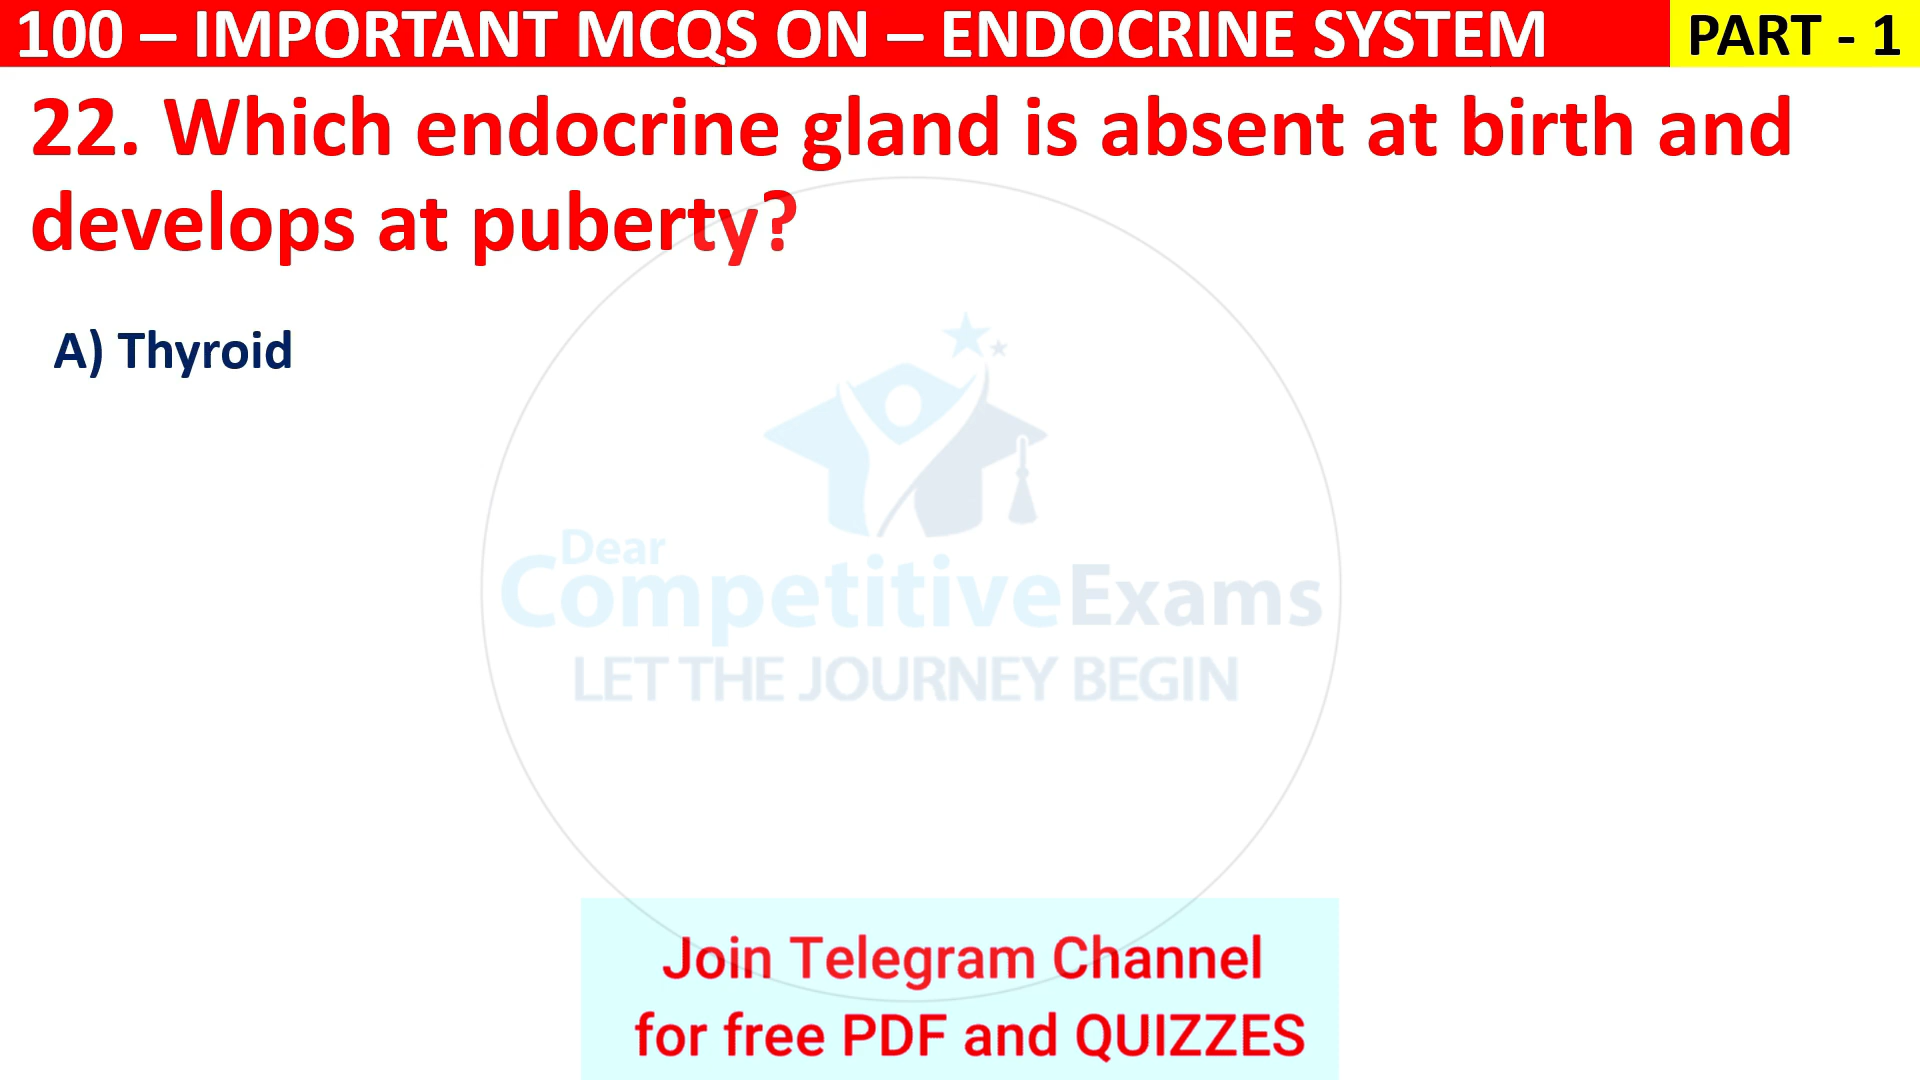 100 – IMPORTANT MCQS ON – ENDOCRINE SYSTEM
PART - 1
22. Which endocrine gland is absent at birth and
develops at puberty?
A) Thyroid
Dear
CompetitiveExams
LET THE JOURNEY BEGIN
Join Telegram Channel
for free PDF and QUIZZES